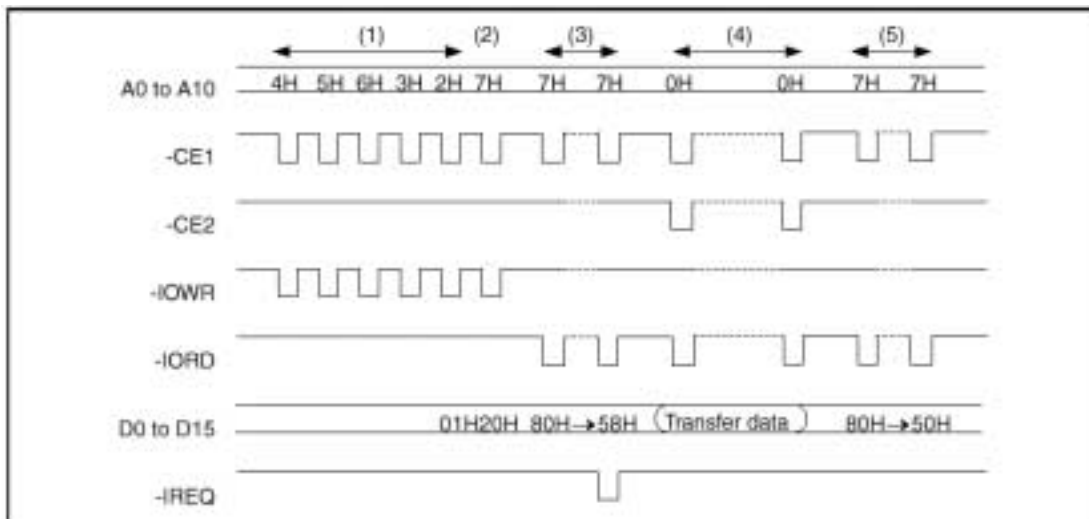 (1) (2) (3) (4) (5)
A0 to A10 4H 5H 6H 3H 2H 7H 7H 7H 0H 0H 7H 7H
-CE1
-CE2
-IOWR
-IORD
D0 to D15 01H20H 80H→58H Transfer data 80H→50H
-IREQ